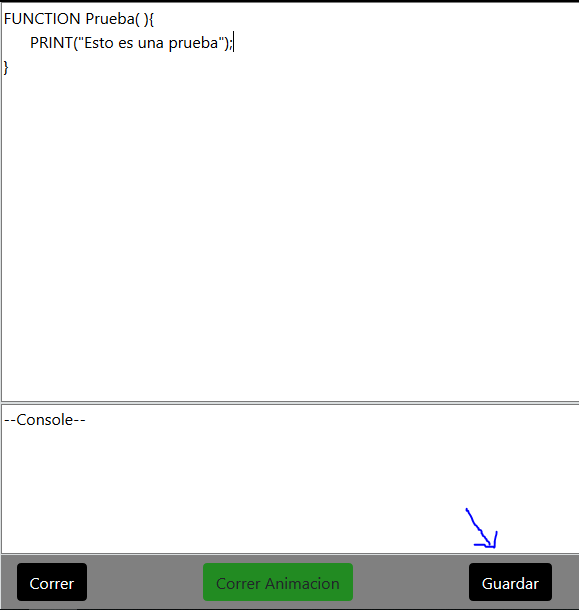 FUNCTION Prueba( ){
PRINT("Esto es una prueba");
}
--Console--
Correr
Correr Animacion
Guardar